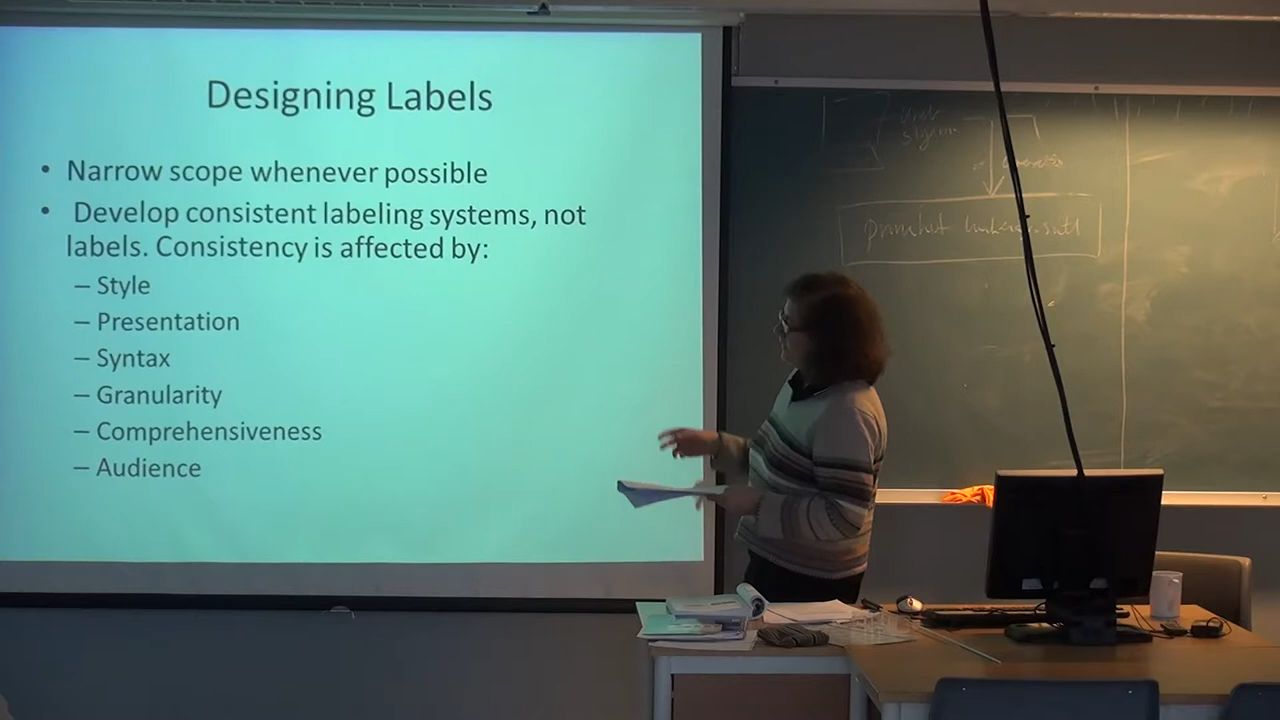 Designing Labels
• Narrow scope whenever possible
• Develop consistent labeling systems, not
labels. Consistency is affected by:
– Style
– Presentation
– Syntax
– Granularity
– Comprehensiveness
– Audience